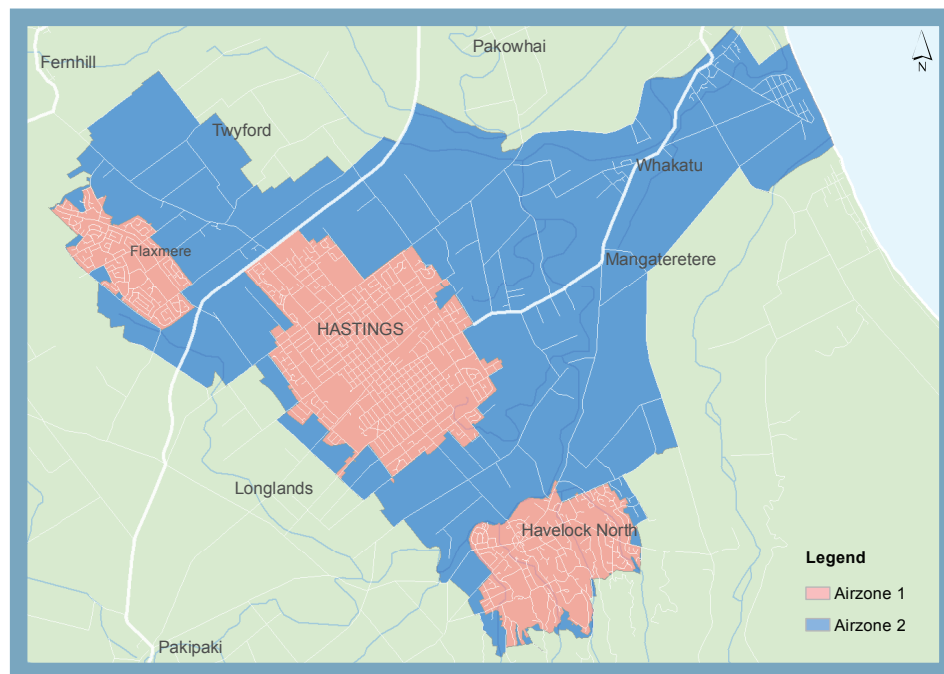 Pakowhai
Fernhill
N
Twyford
Whakatu
Flaxmere
Mangateretere
HASTINGS
Longlands
Havelock North
Legend
Airzone 1
Airzone 2
Pakipaki